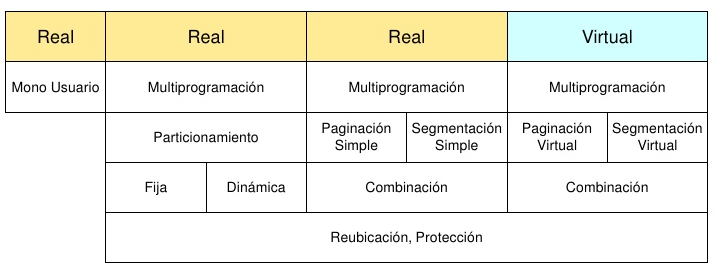 Real Real Real Virtual
Mono Usuario Multiprogramación Multiprogramación Multiprogramación
Particionamiento
Paginación Simple
Segmentación Simple
Paginación Virtual
Segmentación Virtual
Fija Dinámica Combinación Combinación
Reubicación, Protección